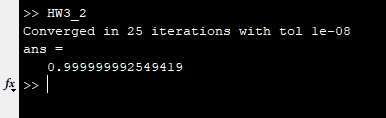 >> HW3_2
Converged in 25 iterations with tol 1e-08
ans =
0.999999992549419
fx >>